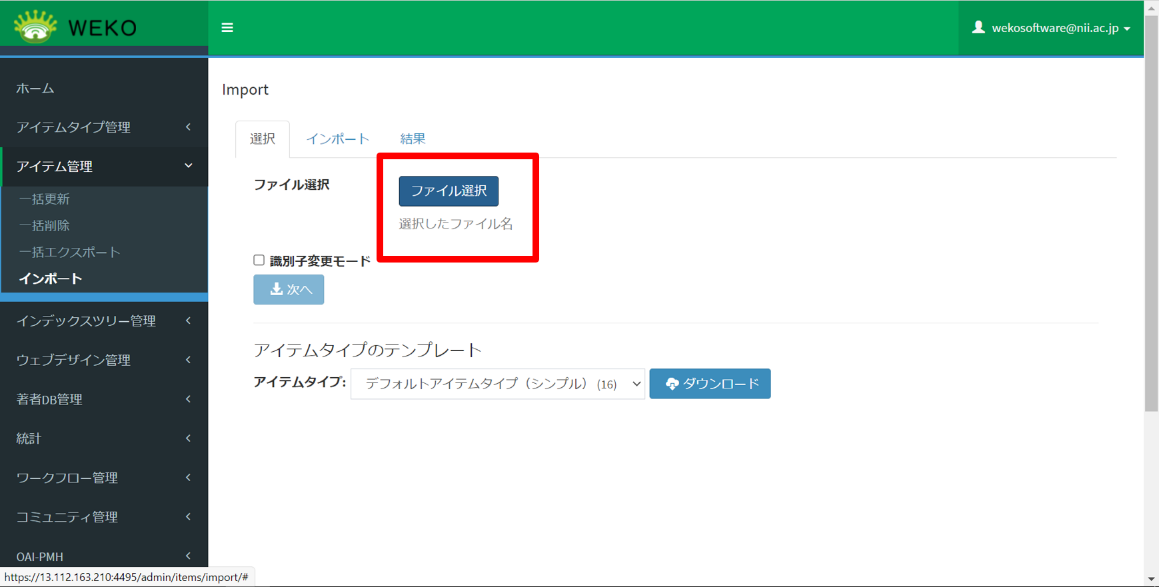 WEKO
wekosoftware@nii.ac.jp
ホーム
アイテムタイプ管理
アイテム管理
一括更新
一括削除
一括エクスポート
インポート
インデックスツリー管理
ウェブデザイン管理
著者DB管理
統計
ワークフロー管理
コミュニティ管理
OAI-PMH
Import
選択 インポート 結果
ファイル選択 ファイル選択
選択したファイル名
識別子変更モード
次へ
アイテムタイプのテンプレート
アイテムタイプ: デフォルトアイテムタイプ（シンプル） (16) ダウンロード
https://13.112.163.210:4495/admin/items/import/#